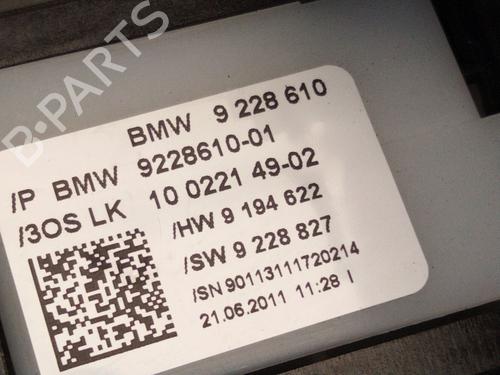 B-PARTS
BMW 9 228 610
/P BMW 9228610-01
/3OS LK 10 0221 49-02
/HW 9 194 622
/SW 9 228 827
/SN 90113111720214
21.06.2011 11:28 I